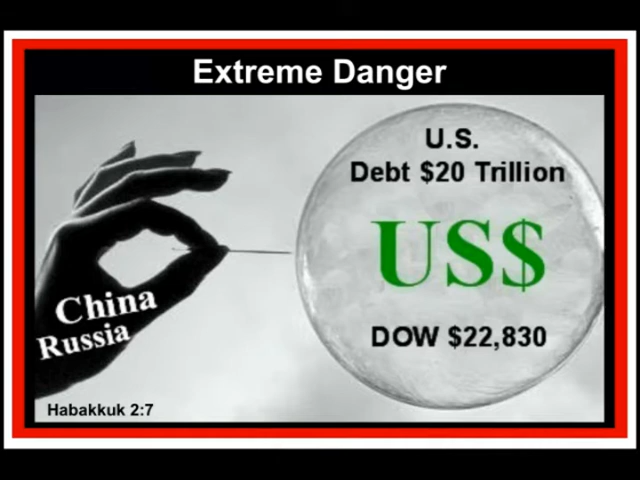 Extreme Danger
U.S.
Debt $20 Trillion
US$
DOW $22,830
China
Russia
Habakkuk 2:7